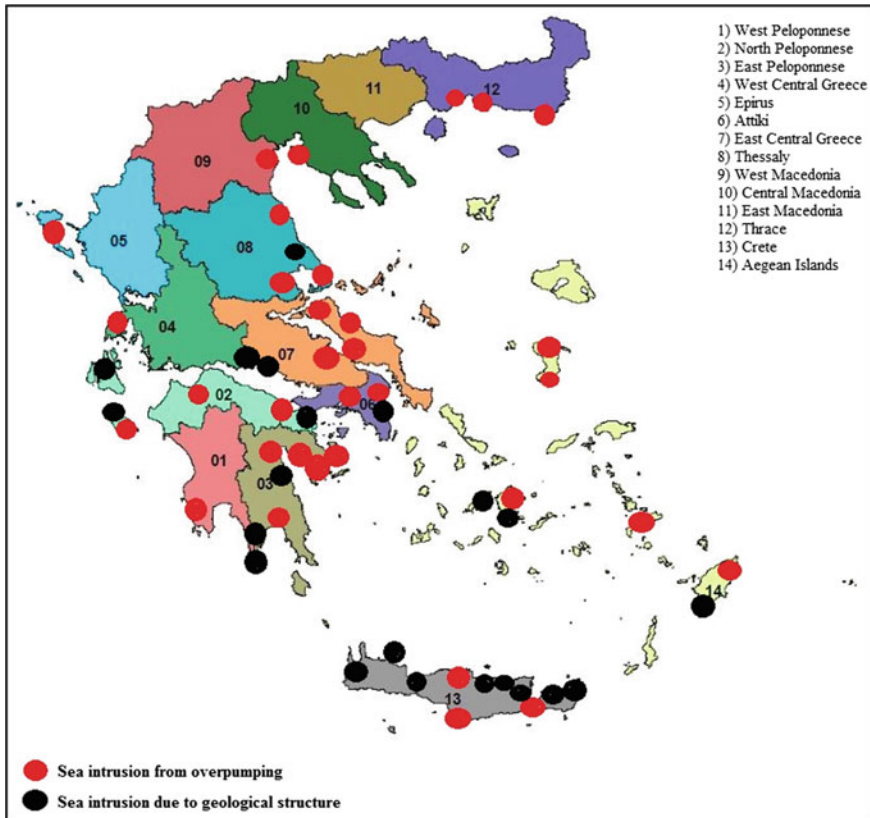 1) West Peloponnese
2) North Peloponnese
3) East Peloponnese
4) West Central Greece
5) Epirus
6) Attiki
7) East Central Greece
8) Thessaly
9) West Macedonia
10) Central Macedonia
11) East Macedonia
12) Thrace
13) Crete
14) Aegean Islands
12
11
10
09
05
08
04
07
02
06
01
03
14
13
Sea intrusion from overpumping
Sea intrusion due to geological structure